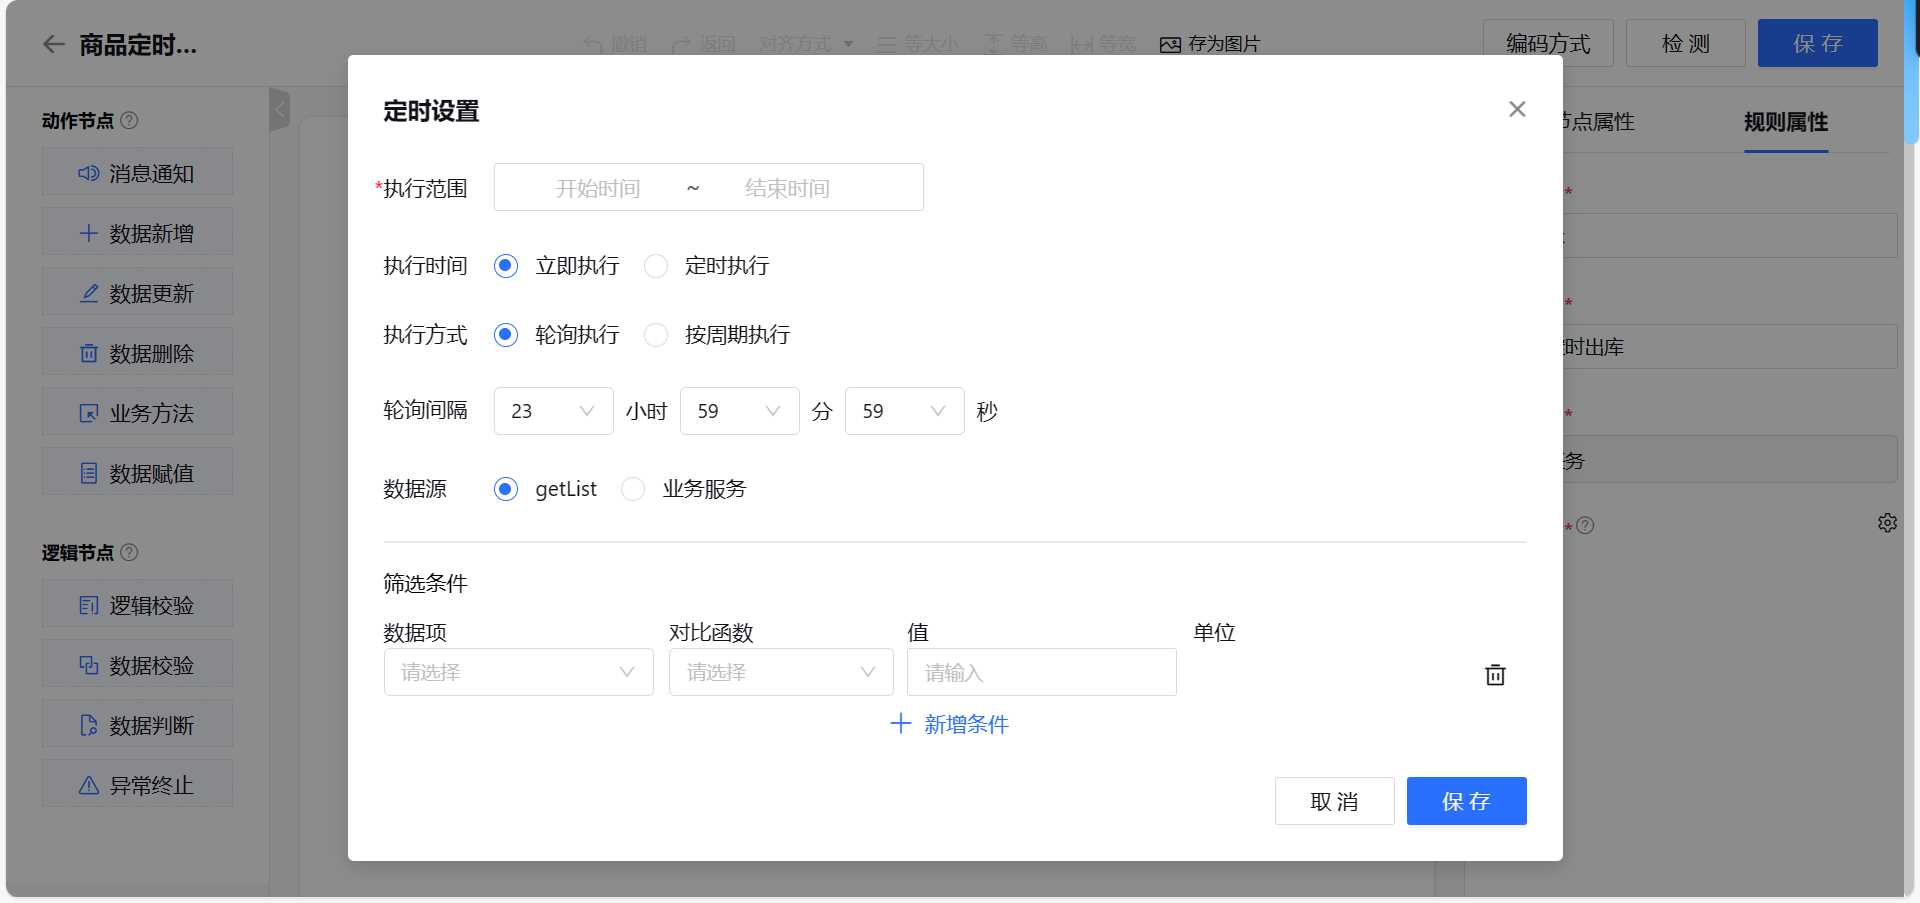 商品定时...
撤销 返回 对齐方式 等大小 等高 等宽 存为图片
编码方式 检测 保存
动作节点
消息通知
数据新增
数据更新
数据删除
业务方法
数据赋值
逻辑节点
逻辑校验
数据校验
数据判断
异常终止
定时设置
*执行范围 开始时间 ~ 结束时间
执行时间 立即执行 定时执行
执行方式 轮询执行 按周期执行
轮询间隔 23 小时 59 分 59 秒
数据源 getList 业务服务
筛选条件
数据项 对比函数 值 单位
请选择 请选择 请输入
新增条件
取消 保存
点属性 规则属性
*
*
时出库
*
务
*